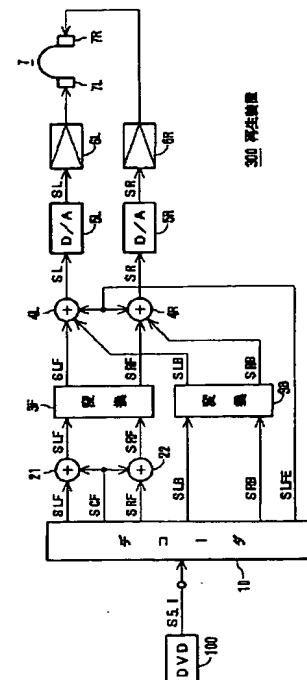 7
7L
7R
6L
SL
5L
D/A
SL
4L
SLF
3F
変換
SLF
21
SLF
SCF
6R
SR
D/A
5R
SR
4R
SRF
SRF
22
SRF
SLB
SRB
変換
3B
SLB
SRB
SLFE
デコーダ
10
S5.1
DVD
100
300 再生装置